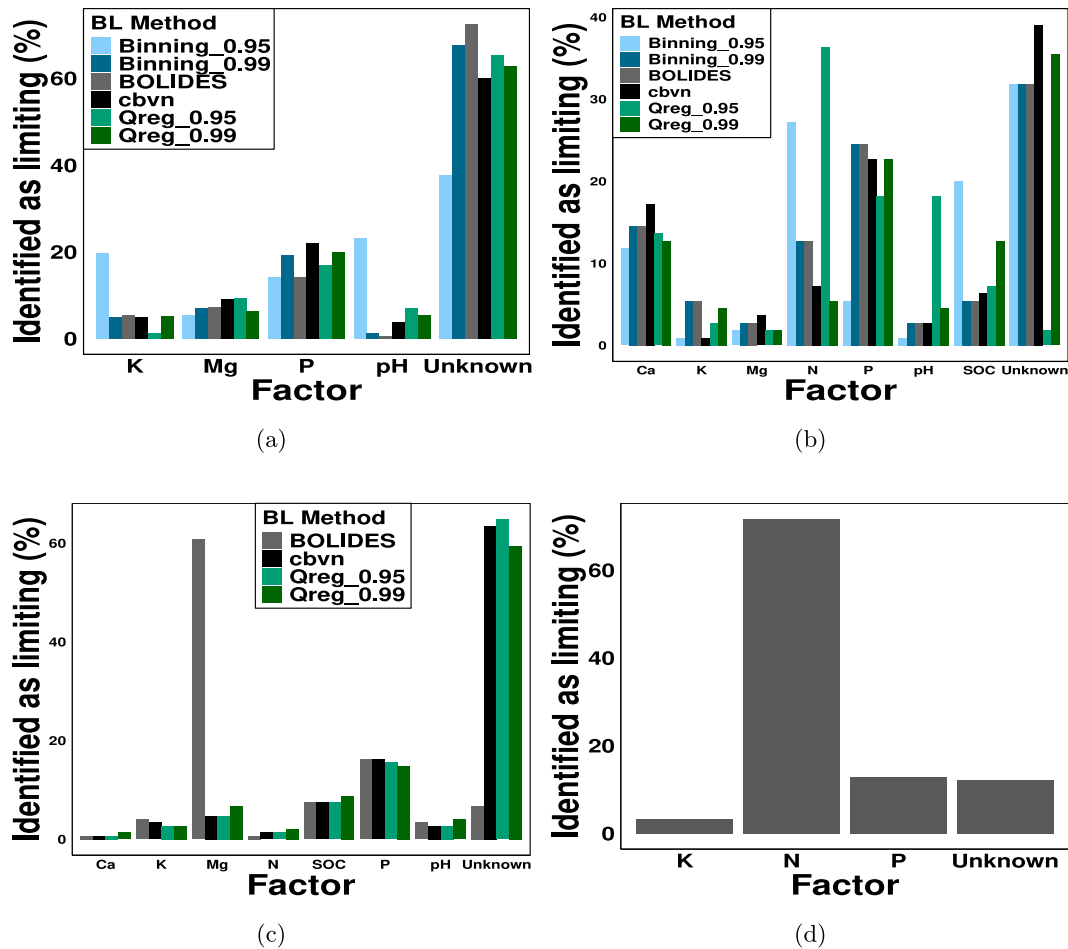 BL Method
Binning_0.95
Binning_0.99
BOLIDES
cbvn
Qreg_0.95
Qreg_0.99
Identified as limiting (%)
60
40
20
0
K Mg P pH Unknown
Factor
(a)
BL Method
Binning_0.95
Binning_0.99
BOLIDES
cbvn
Qreg_0.95
Qreg_0.99
Identified as limiting (%)
40
30
20
10
0
Ca K Mg N P pH SOC Unknown
Factor
(b)
BL Method
BOLIDES
cbvn
Qreg_0.95
Qreg_0.99
Identified as limiting (%)
60
40
20
0
Ca K Mg N SOC P pH Unknown
Factor
(c)
Identified as limiting (%)
60
40
20
0
K N P Unknown
Factor
(d)